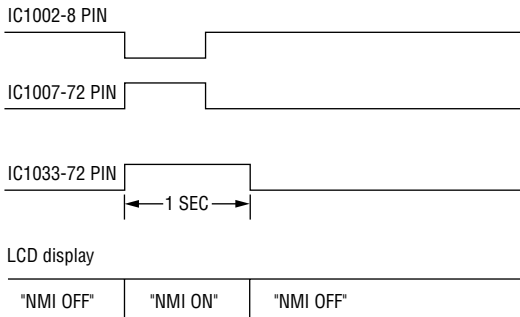 IC1002-8 PIN
IC1007-72 PIN
IC1033-72 PIN
1 SEC
LCD display
"NMI OFF" "NMI ON" "NMI OFF"